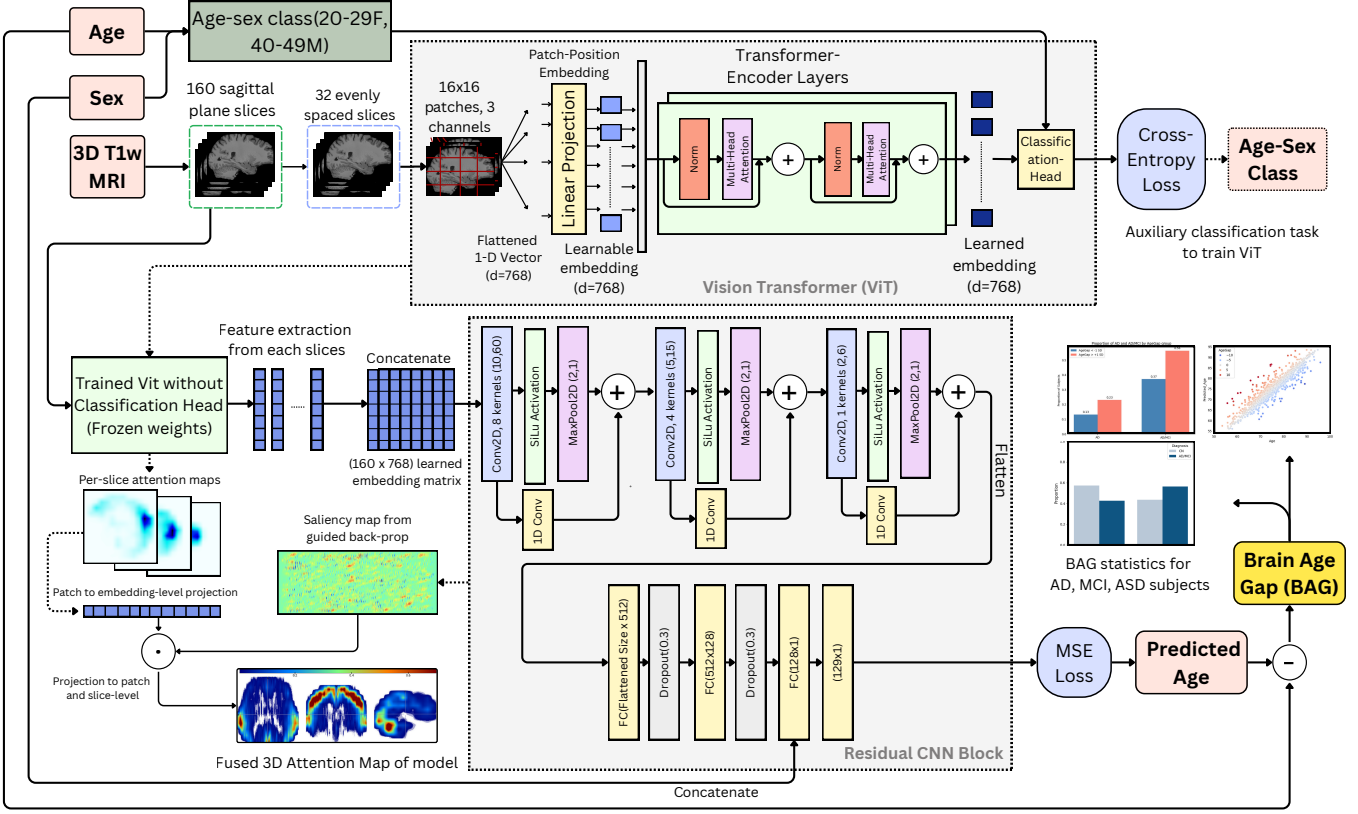 Age
Age-sex class(20-29F,
40-49M)
Sex
3D T1w
MRI
160 sagittal
plane slices
32 evenly
spaced slices
16x16
patches, 3
channels
Patch-Position
Embedding
Linear Projection
Flattened
1-D Vector
(d=768)
Learnable
embedding
(d=768)
Transformer-
Encoder Layers
Norm
Multi-Head
Attention
+
Norm
Multi-Head
Attention
+
Learned
embedding
(d=768)
Vision Transformer (ViT)
Classific
ation-
Head
Cross-
Entropy
Loss
Age-Sex
Class
Auxiliary classification task
to train ViT
Trained Vit without
Classification Head
(Frozen weights)
Feature extraction
from each slices
Concatenate
(160 x 768) learned
embedding matrix
Conv2D, 8 kernels (10,60)
SiLu Activation
MaxPool2D (2,1)
+
1D Conv
Conv2D, 4 kernels (5,15)
SiLu Activation
MaxPool2D (2,1)
+
1D Conv
Conv2D, 1 kernels (2,6)
SiLu Activation
MaxPool2D (2,1)
+
1D Conv
Flatten
FC(Flattened Size x 512)
Dropout(0.3)
FC(512x128)
Dropout(0.3)
FC(128x1)
(129x1)
Residual CNN Block
Concatenate
Per-slice attention maps
Patch to embedding-level projection
Saliency map from
guided back-prop
Projection to patch
and slice-level
Fused 3D Attention Map of model
MSE
Loss
Predicted
Age
−
Brain Age
Gap (BAG)
BAG statistics for
AD, MCI, ASD subjects
Proportion of AD and AD/MCI by AgeGap group